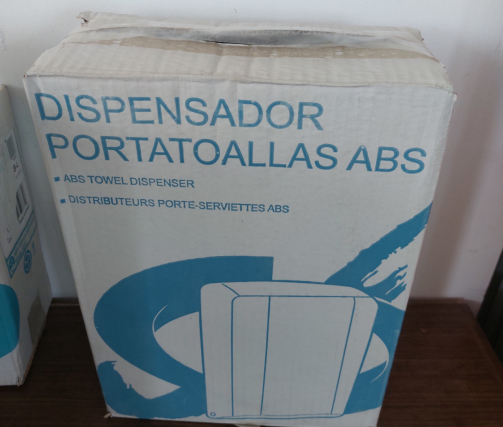 DISPENSADOR
PORTATOALLAS ABS
ABS TOWEL DISPENSER
DISTRIBUTEURS PORTE-SERVIETTES ABS